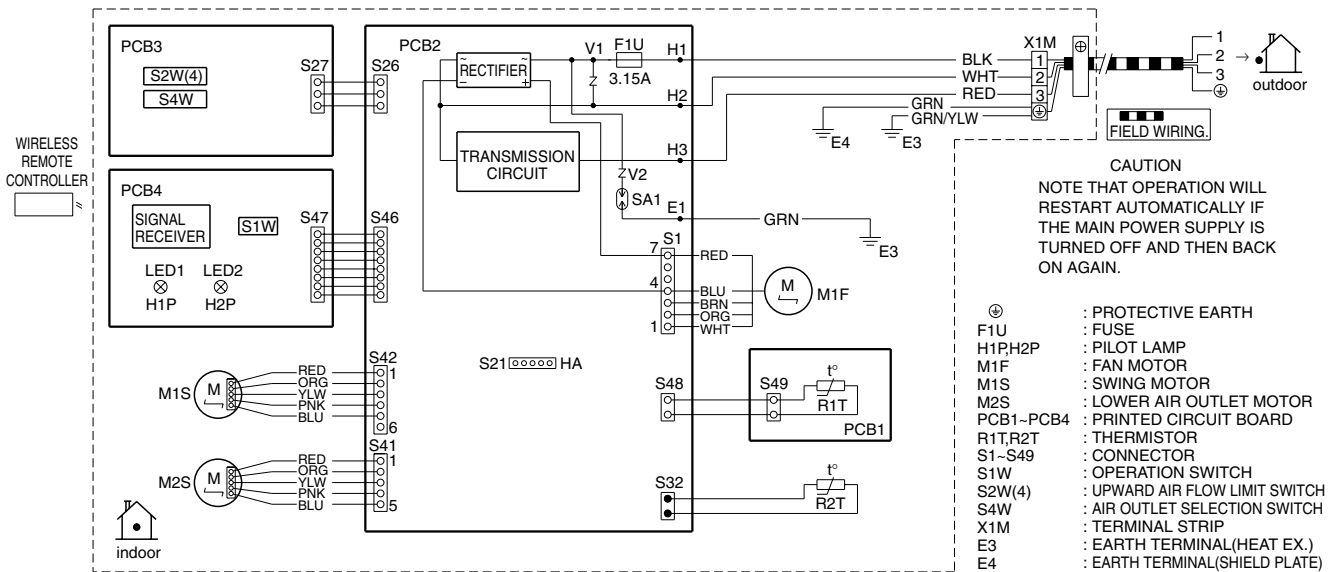 PCB3
S2W(4)
S4W
S27
S26
PCB2
RECTIFIER
~ ~
− +
V1
F1U
3.15A
Z
H1
H2
H3
TRANSMISSION
CIRCUIT
Z V2
SA1
E1
GRN
E3
BLK
WHT
RED
GRN
GRN/YLW
E4
E3
X1M
1
2
3
1
2
3
→
outdoor
FIELD WIRING.
WIRELESS
REMOTE
CONTROLLER
PCB4
SIGNAL
RECEIVER
S1W
LED1 LED2
H1P H2P
S47
S46
S1
7
4
1
RED
BLU
BRN
ORG
WHT
M
M1F
S21 HA
M1S
M
RED
ORG
YLW
PNK
BLU
S42
1
6
M2S
M
RED
ORG
YLW
PNK
BLU
S41
1
5
S48
S49
t°
R1T
PCB1
S32
t°
R2T
indoor
CAUTION
NOTE THAT OPERATION WILL
RESTART AUTOMATICALLY IF
THE MAIN POWER SUPPLY IS
TURNED OFF AND THEN BACK
ON AGAIN.
: PROTECTIVE EARTH
F1U : FUSE
H1P,H2P : PILOT LAMP
M1F : FAN MOTOR
M1S : SWING MOTOR
M2S : LOWER AIR OUTLET MOTOR
PCB1~PCB4 : PRINTED CIRCUIT BOARD
R1T,R2T : THERMISTOR
S1~S49 : CONNECTOR
S1W : OPERATION SWITCH
S2W(4) : UPWARD AIR FLOW LIMIT SWITCH
S4W : AIR OUTLET SELECTION SWITCH
X1M : TERMINAL STRIP
E3 : EARTH TERMINAL(HEAT EX.)
E4 : EARTH TERMINAL(SHIELD PLATE)